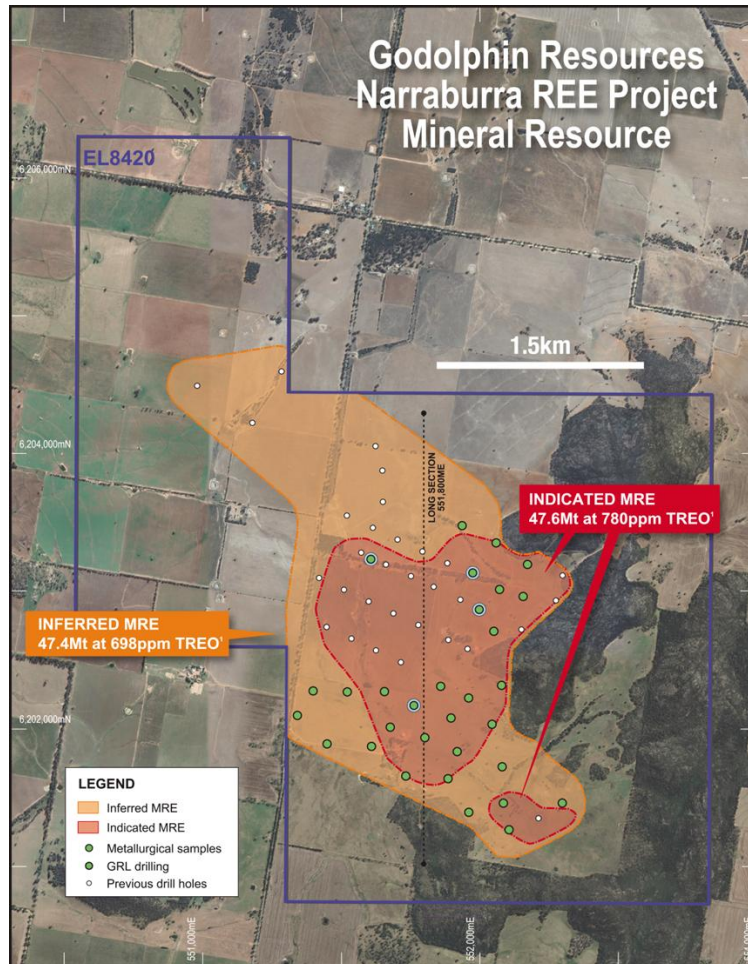 Godolphin Resources
Narraburra REE Project
Mineral Resource
EL8420
6,206,000mN
1.5km
6,204,000mN
LONG SECTION
551,800ME
INDICATED MRE
47.6Mt at 780ppm TREO¹
INFERRED MRE
47.4Mt at 698ppm TREO¹
6,202,000mN
LEGEND
Inferred MRE
Indicated MRE
Metallurgical samples
GRL drilling
Previous drill holes
551,000mE
552,000mE